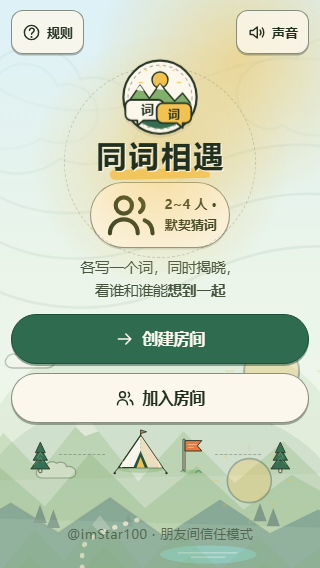 规则
声音
词
词
同词相遇
2~4 人 •
默契猜词
各写一个词，同时揭晓，
看谁和谁能想到一起
创建房间
加入房间
@imStar100 · 朋友间信任模式